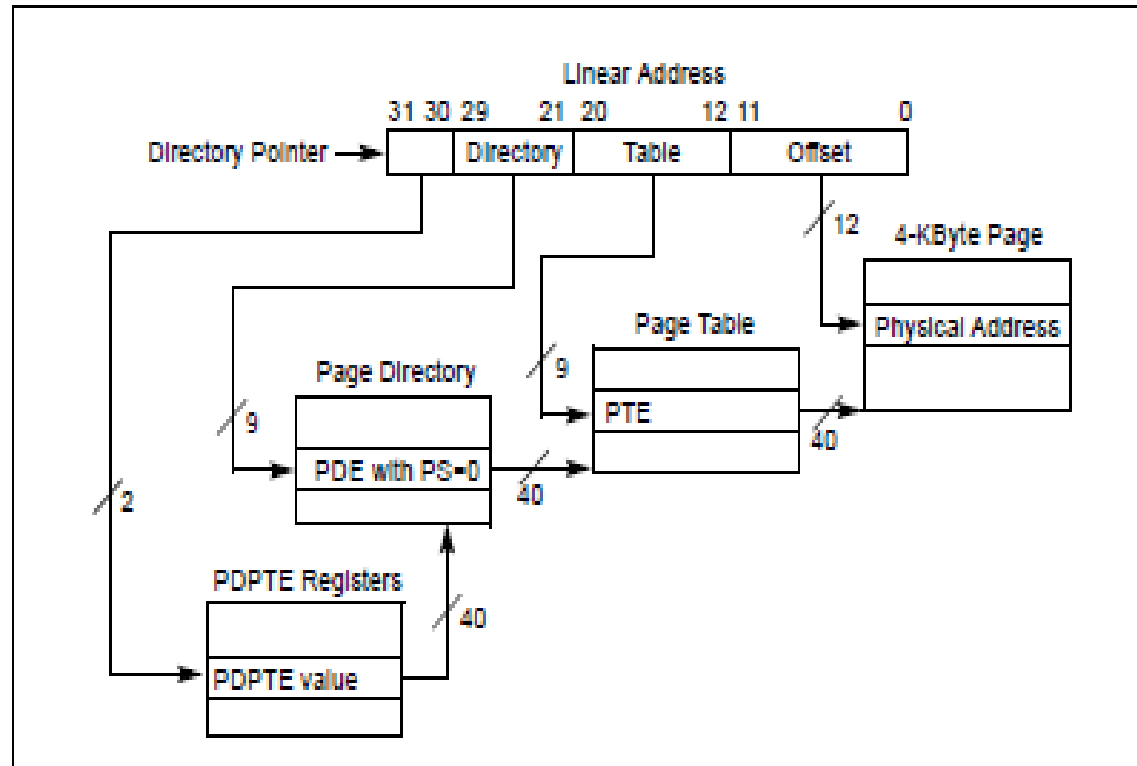 Linear Address
31 30 29 21 20 12 11 0
Directory Pointer
Directory
Table
Offset
12
4-KByte Page
Physical Address
Page Table
9
PTE
40
Page Directory
9
PDE with PS=0
40
2
PDPTE Registers
40
PDPTE value